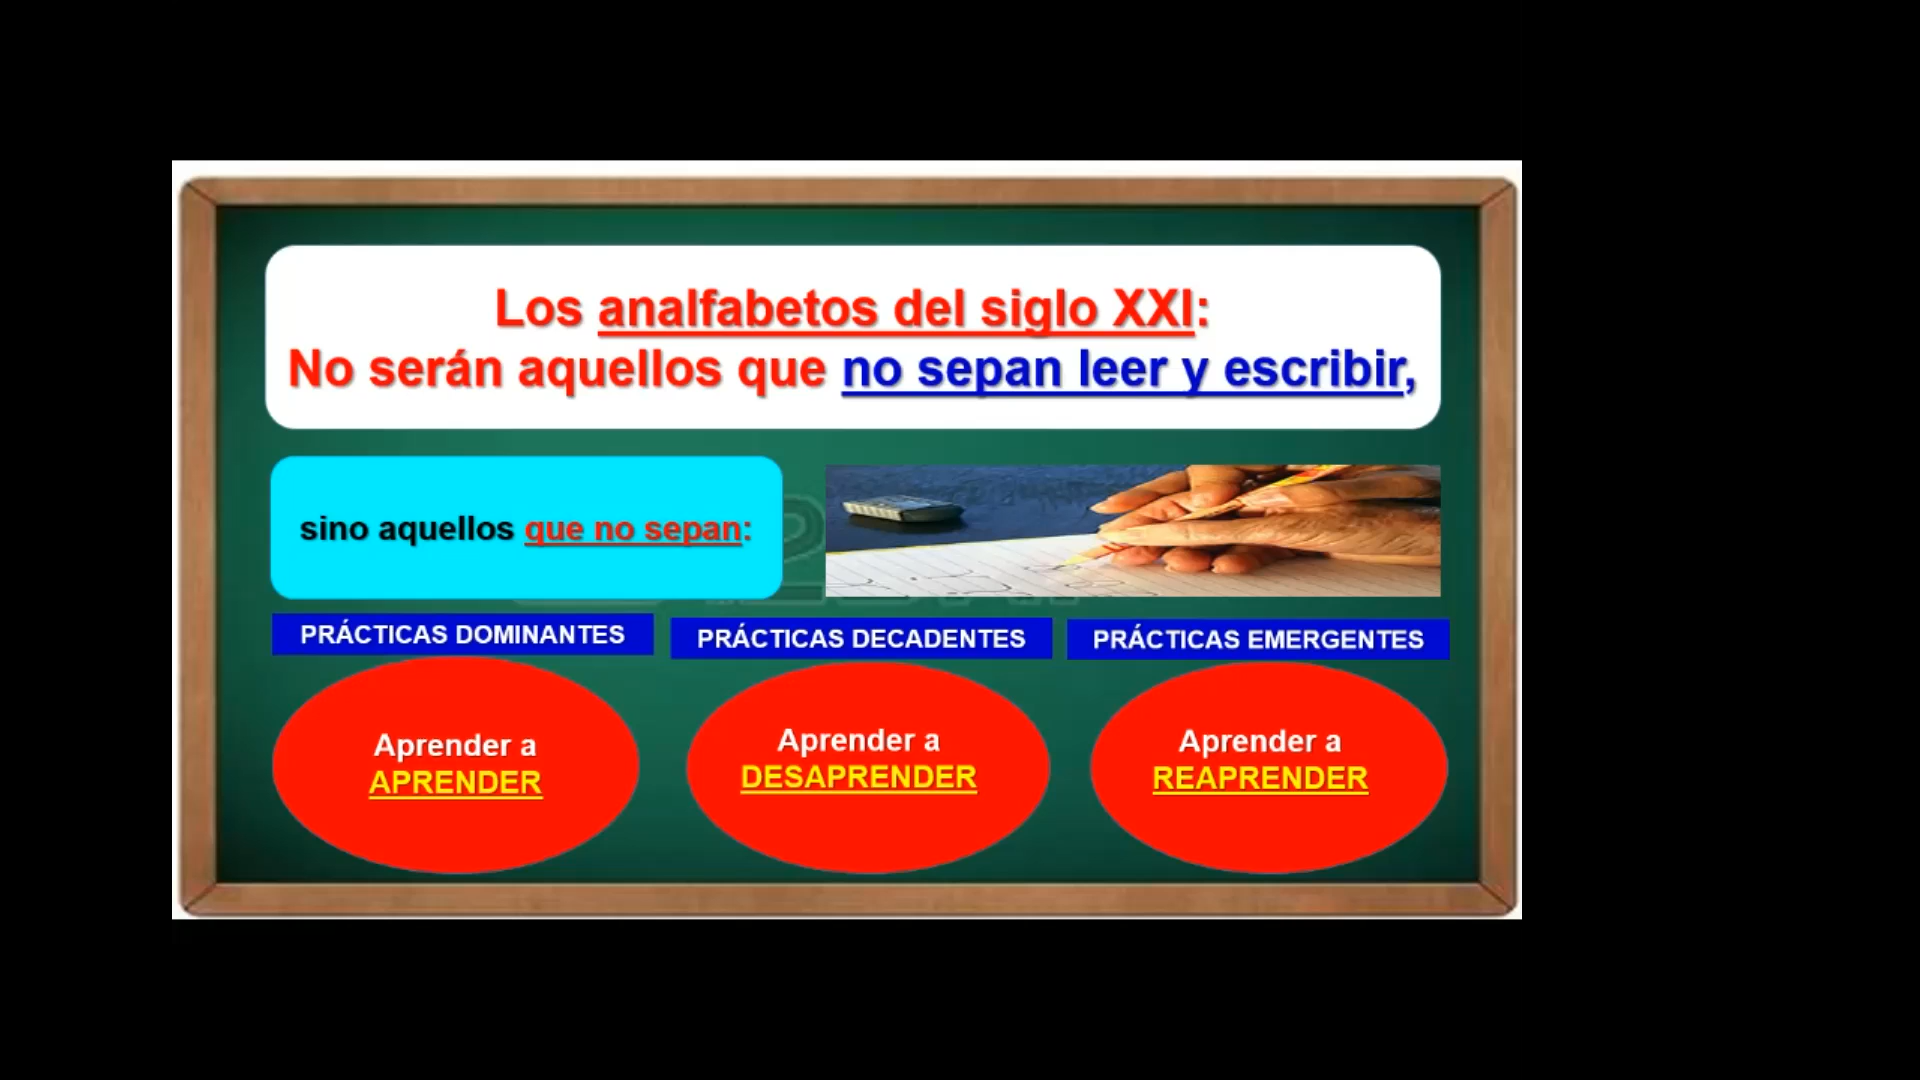 Los analfabetos del siglo XXI:
No serán aquellos que no sepan leer y escribir,
sino aquellos que no sepan:
PRÁCTICAS DOMINANTES
PRÁCTICAS DECADENTES
PRÁCTICAS EMERGENTES
Aprender a
APRENDER
Aprender a
DESAPRENDER
Aprender a
REAPRENDER